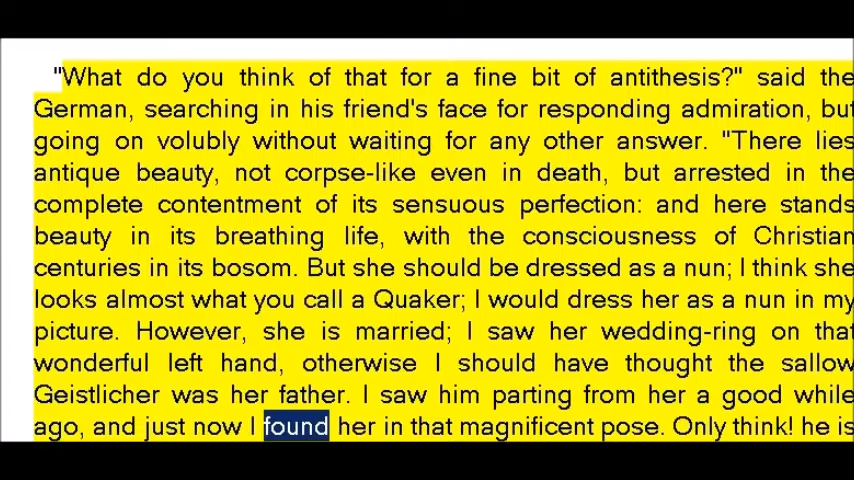 "What do you think of that for a fine bit of antithesis?" said the
German, searching in his friend's face for responding admiration, but
going on volubly without waiting for any other answer. "There lies
antique beauty, not corpse-like even in death, but arrested in the
complete contentment of its sensuous perfection: and here stands
beauty in its breathing life, with the consciousness of Christian
centuries in its bosom. But she should be dressed as a nun; I think she
looks almost what you call a Quaker; I would dress her as a nun in my
picture. However, she is married; I saw her wedding-ring on that
wonderful left hand, otherwise I should have thought the sallow
Geistlicher was her father. I saw him parting from her a good while
ago, and just now I found her in that magnificent pose. Only think! he is